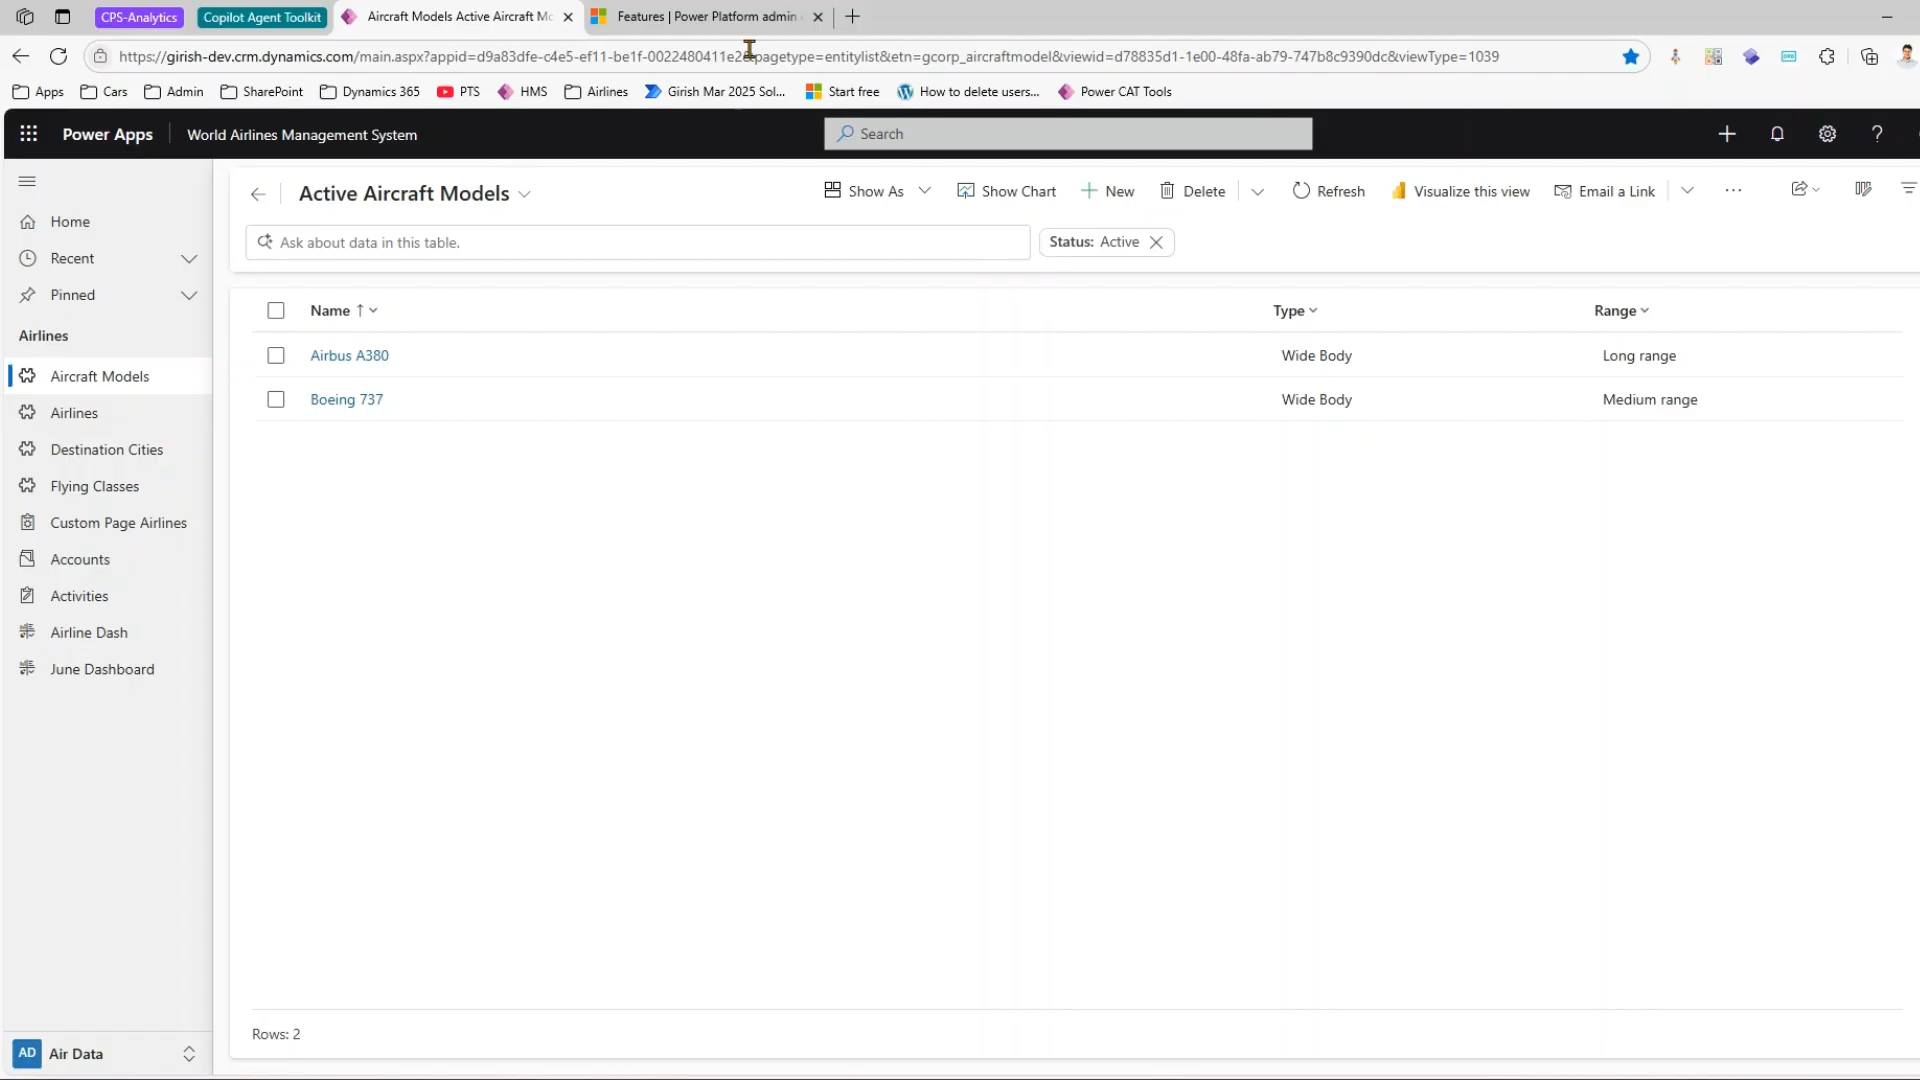 CPS-Analytics
Copilot Agent Toolkit
Aircraft Models Active Aircraft Mo
Features | Power Platform admin
https://girish-dev.crm.dynamics.com/main.aspx?appid=d9a83dfe-c4e5-ef11-be1f-0022480411e2&pagetype=entitylist&etn=gcorp_aircraftmodel&viewid=d78835d1-1e00-48fa-ab79-747b8c9390dc&viewType=1039
Apps
Cars
Admin
SharePoint
Dynamics 365
PTS
HMS
Airlines
Girish Mar 2025 Sol...
Start free
How to delete users...
Power CAT Tools
Power Apps
World Airlines Management System
Search
Active Aircraft Models
Show As
Show Chart
New
Delete
Refresh
Visualize this view
Email a Link
Ask about data in this table.
Status: Active
Home
Recent
Pinned
Airlines
Aircraft Models
Airlines
Destination Cities
Flying Classes
Custom Page Airlines
Accounts
Activities
Airline Dash
June Dashboard
Name Type Range
Airbus A380 Wide Body Long range
Boeing 737 Wide Body Medium range
Rows: 2
AD Air Data